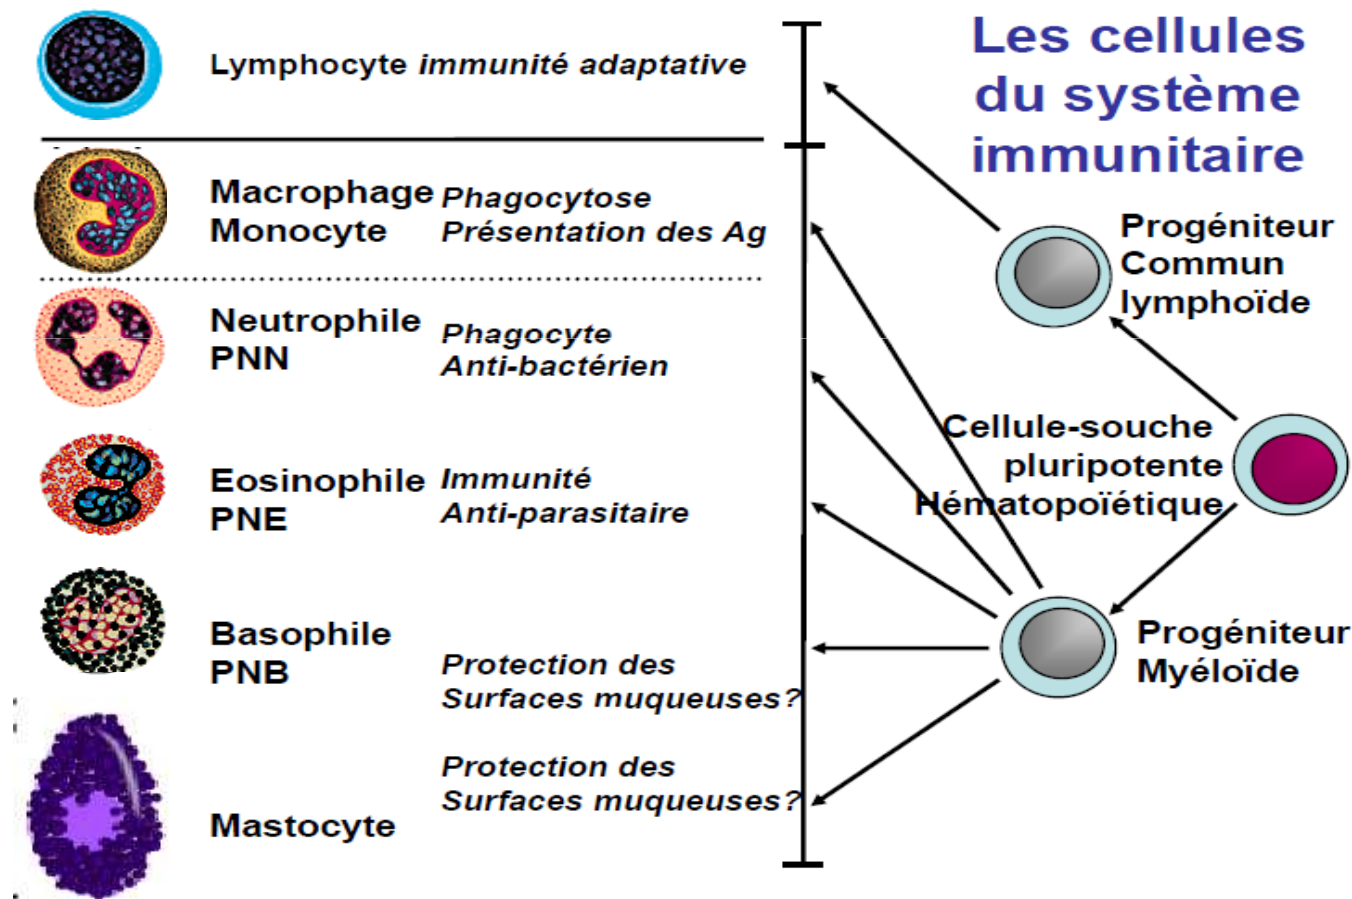 Les cellules
du système
immunitaire
Lymphocyte immunité adaptative
Macrophage
Monocyte
Phagocytose
Présentation des Ag
Neutrophile
PNN
Phagocyte
Anti-bactérien
Eosinophile
PNE
Immunité
Anti-parasitaire
Basophile
PNB
Protection des
Surfaces muqueuses?
Mastocyte
Protection des
Surfaces muqueuses?
Progéniteur
Commun
lymphoïde
Cellule-souche
pluripotente
Hématopoïétique
Progéniteur
Myéloïde